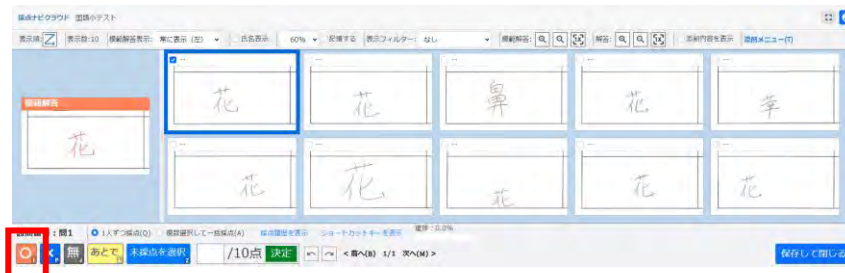 採点ナビクラウド 国語小テスト
表示順: 表示数:10 模範解答表示: 常に表示 (左) 氏名表示 60% 記憶する 表示フィルター: なし 模範解答: 解答: 添削内容を表示 設問メニュー(T)
模範解答
花
花 花 鼻 花 幸
花 花 花 花 花
:問1 1人ずつ採点(Q) 複数選択して一括採点(A) 採点履歴を表示 ショートカットキーを表示 進捗:0.0%
無 あとで 未採点を選択 /10点 決定 <前へ(B) 1/1 次へ(M)> 保存して閉じる